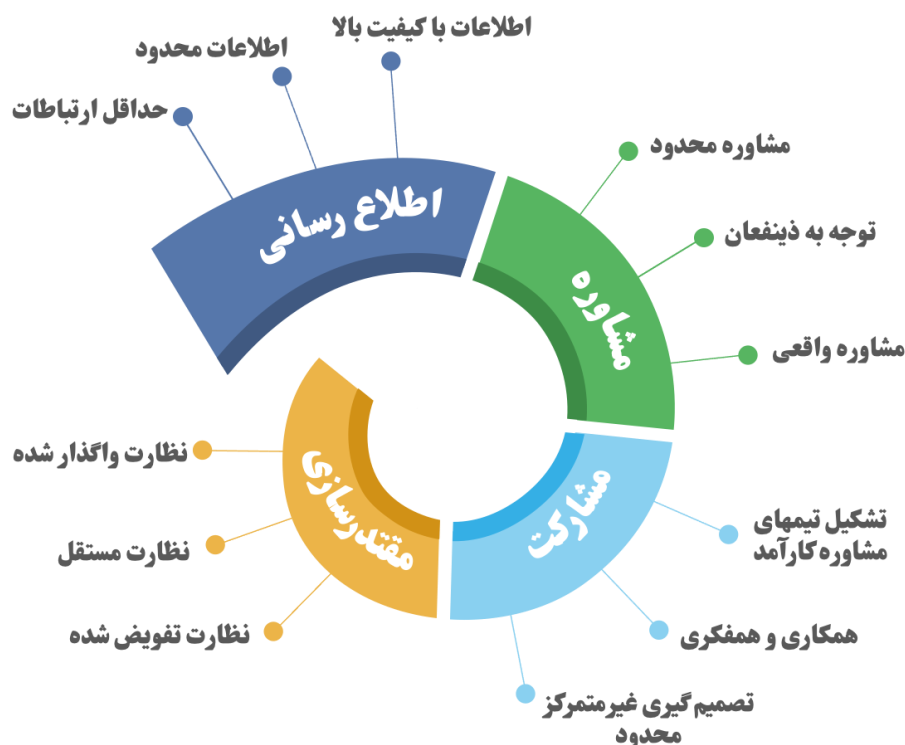 اطلاعات با کیفیت بالا
اطلاعات محدود
حداقل ارتباطات
اطلاع رسانی
مشاوره محدود
توجه به ذینفعان
مشاوره واقعی
مشاوره
تشکیل تیمهای
مشاوره کارآمد
همکاری و همفکری
تصمیم گیری غیرمتمرکز
محدود
مشارکت
نظارت واگذار شده
نظارت مستقل
نظارت تفویض شده
مقتدرسازی